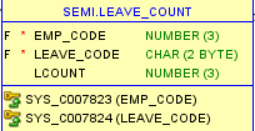 SEMI.LEAVE_COUNT
F * EMP_CODE NUMBER (3)
F * LEAVE_CODE CHAR (2 BYTE)
LCOUNT NUMBER (3)
SYS_C007823 (EMP_CODE)
SYS_C007824 (LEAVE_CODE)